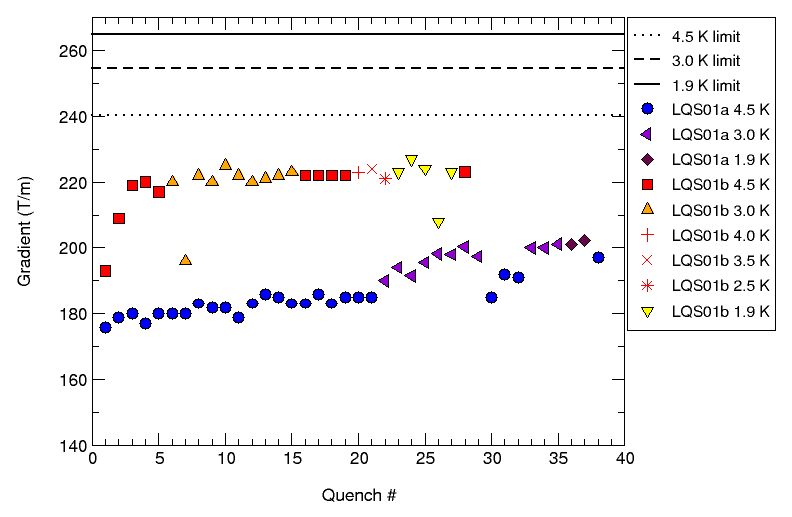 260
240
220
200
180
160
140
Gradient (T/m)
0 5 10 15 20 25 30 35 40
Quench #
4.5 K limit
3.0 K limit
1.9 K limit
LQS01a 4.5 K
LQS01a 3.0 K
LQS01a 1.9 K
LQS01b 4.5 K
LQS01b 3.0 K
LQS01b 4.0 K
LQS01b 3.5 K
LQS01b 2.5 K
LQS01b 1.9 K